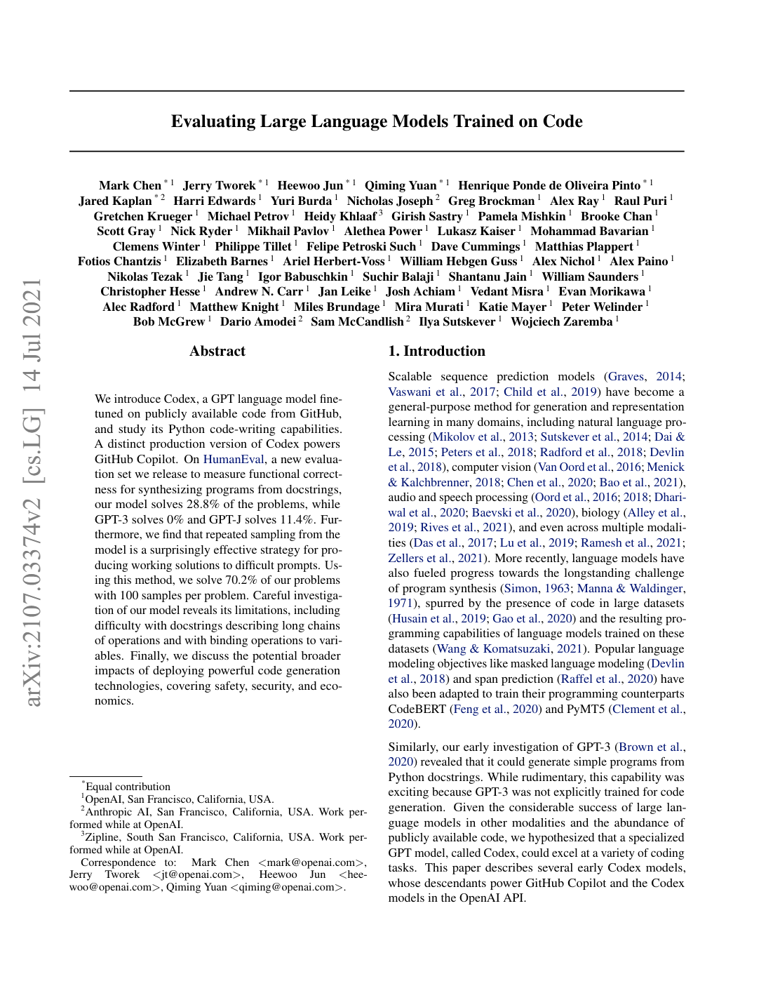 Evaluating Large Language Models Trained on Code
Mark Chen * 1 Jerry Tworek * 1 Heewoo Jun * 1 Qiming Yuan * 1 Henrique Ponde de Oliveira Pinto * 1
Jared Kaplan * 2 Harri Edwards 1 Yuri Burda 1 Nicholas Joseph 2 Greg Brockman 1 Alex Ray 1 Raul Puri 1
Gretchen Krueger 1 Michael Petrov 1 Heidy Khlaaf 3 Girish Sastry 1 Pamela Mishkin 1 Brooke Chan 1
Scott Gray 1 Nick Ryder 1 Mikhail Pavlov 1 Alethea Power 1 Lukasz Kaiser 1 Mohammad Bavarian 1
Clemens Winter 1 Philippe Tillet 1 Felipe Petroski Such 1 Dave Cummings 1 Matthias Plappert 1
Fotios Chantzis 1 Elizabeth Barnes 1 Ariel Herbert-Voss 1 William Hebgen Guss 1 Alex Nichol 1 Alex Paino 1
Nikolas Tezak 1 Jie Tang 1 Igor Babuschkin 1 Suchir Balaji 1 Shantanu Jain 1 William Saunders 1
Christopher Hesse 1 Andrew N. Carr 1 Jan Leike 1 Josh Achiam 1 Vedant Misra 1 Evan Morikawa 1
Alec Radford 1 Matthew Knight 1 Miles Brundage 1 Mira Murati 1 Katie Mayer 1 Peter Welinder 1
Bob McGrew 1 Dario Amodei 2 Sam McCandlish 2 Ilya Sutskever 1 Wojciech Zaremba 1
arXiv:2107.03374v2 [cs.LG] 14 Jul 2021
Abstract
We introduce Codex, a GPT language model fine-
tuned on publicly available code from GitHub,
and study its Python code-writing capabilities.
A distinct production version of Codex powers
GitHub Copilot. On HumanEval, a new evalua-
tion set we release to measure functional correct-
ness for synthesizing programs from docstrings,
our model solves 28.8% of the problems, while
GPT-3 solves 0% and GPT-J solves 11.4%. Fur-
thermore, we find that repeated sampling from the
model is a surprisingly effective strategy for pro-
ducing working solutions to difficult prompts. Us-
ing this method, we solve 70.2% of our problems
with 100 samples per problem. Careful investiga-
tion of our model reveals its limitations, including
difficulty with docstrings describing long chains
of operations and with binding operations to vari-
ables. Finally, we discuss the potential broader
impacts of deploying powerful code generation
technologies, covering safety, security, and eco-
nomics.
*Equal contribution
1OpenAI, San Francisco, California, USA.
2Anthropic AI, San Francisco, California, USA. Work per-
formed while at OpenAI.
3Zipline, South San Francisco, California, USA. Work per-
formed while at OpenAI.
Correspondence to: Mark Chen <mark@openai.com>,
Jerry Tworek <jt@openai.com>, Heewoo Jun <hee-
woo@openai.com>, Qiming Yuan <qiming@openai.com>.
1. Introduction
Scalable sequence prediction models (Graves, 2014;
Vaswani et al., 2017; Child et al., 2019) have become a
general-purpose method for generation and representation
learning in many domains, including natural language pro-
cessing (Mikolov et al., 2013; Sutskever et al., 2014; Dai &
Le, 2015; Peters et al., 2018; Radford et al., 2018; Devlin
et al., 2018), computer vision (Van Oord et al., 2016; Menick
& Kalchbrenner, 2018; Chen et al., 2020; Bao et al., 2021),
audio and speech processing (Oord et al., 2016; 2018; Dhari-
wal et al., 2020; Baevski et al., 2020), biology (Alley et al.,
2019; Rives et al., 2021), and even across multiple modali-
ties (Das et al., 2017; Lu et al., 2019; Ramesh et al., 2021;
Zellers et al., 2021). More recently, language models have
also fueled progress towards the longstanding challenge
of program synthesis (Simon, 1963; Manna & Waldinger,
1971), spurred by the presence of code in large datasets
(Husain et al., 2019; Gao et al., 2020) and the resulting pro-
gramming capabilities of language models trained on these
datasets (Wang & Komatsuzaki, 2021). Popular language
modeling objectives like masked language modeling (Devlin
et al., 2018) and span prediction (Raffel et al., 2020) have
also been adapted to train their programming counterparts
CodeBERT (Feng et al., 2020) and PyMT5 (Clement et al.,
2020).
Similarly, our early investigation of GPT-3 (Brown et al.,
2020) revealed that it could generate simple programs from
Python docstrings. While rudimentary, this capability was
exciting because GPT-3 was not explicitly trained for code
generation. Given the considerable success of large lan-
guage models in other modalities and the abundance of
publicly available code, we hypothesized that a specialized
GPT model, called Codex, could excel at a variety of coding
tasks. This paper describes several early Codex models,
whose descendants power GitHub Copilot and the Codex
models in the OpenAI API.